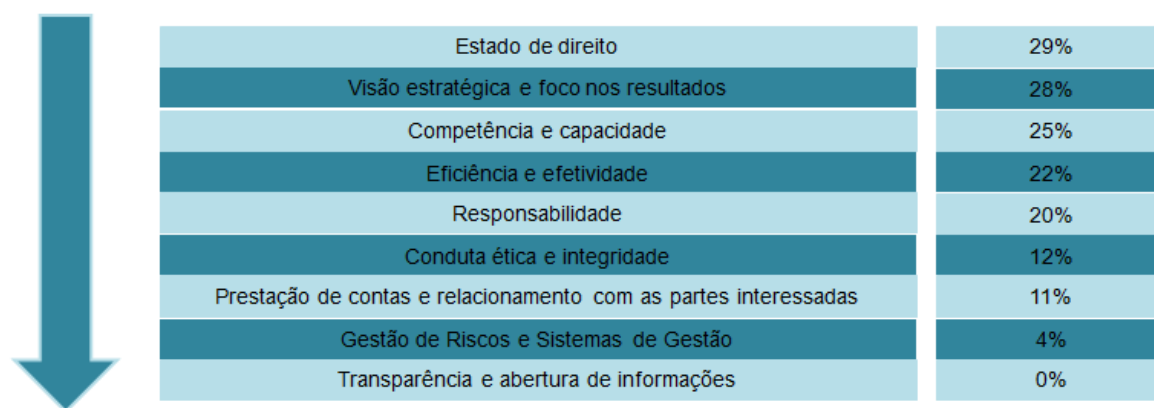 Estado de direito 29%
Visão estratégica e foco nos resultados 28%
Competência e capacidade 25%
Eficiência e efetividade 22%
Responsabilidade 20%
Conduta ética e integridade 12%
Prestação de contas e relacionamento com as partes interessadas 11%
Gestão de Riscos e Sistemas de Gestão 4%
Transparência e abertura de informações 0%